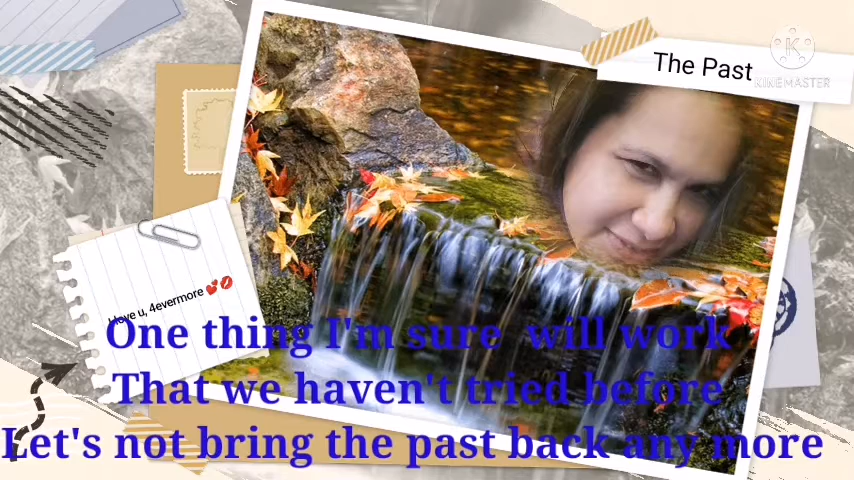 The Past
KINEMASTER
I love u, 4evermore 💕💋
One thing I'm sure will work
That we haven't tried before
Let's not bring the past back any more